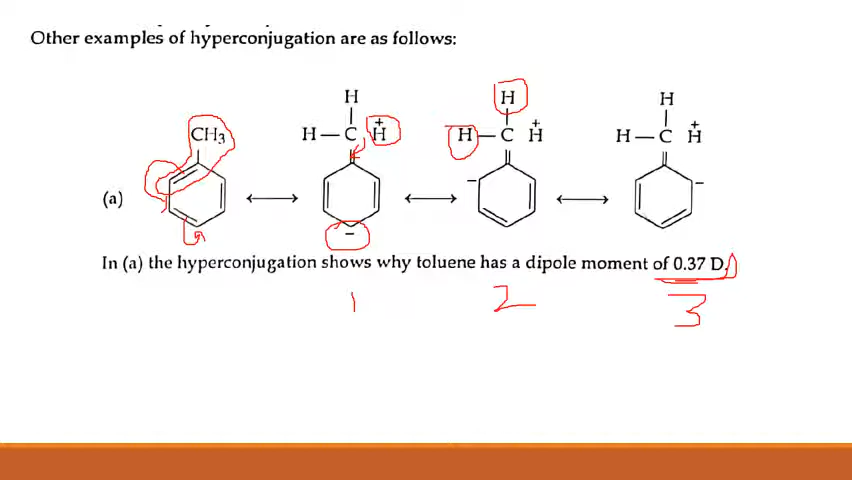 Other examples of hyperconjugation are as follows:
H H H
CH3 H—C H+ H—C H+ H—C H+
(a)
− − −
In (a) the hyperconjugation shows why toluene has a dipole moment of 0.37 D.
1 2 3